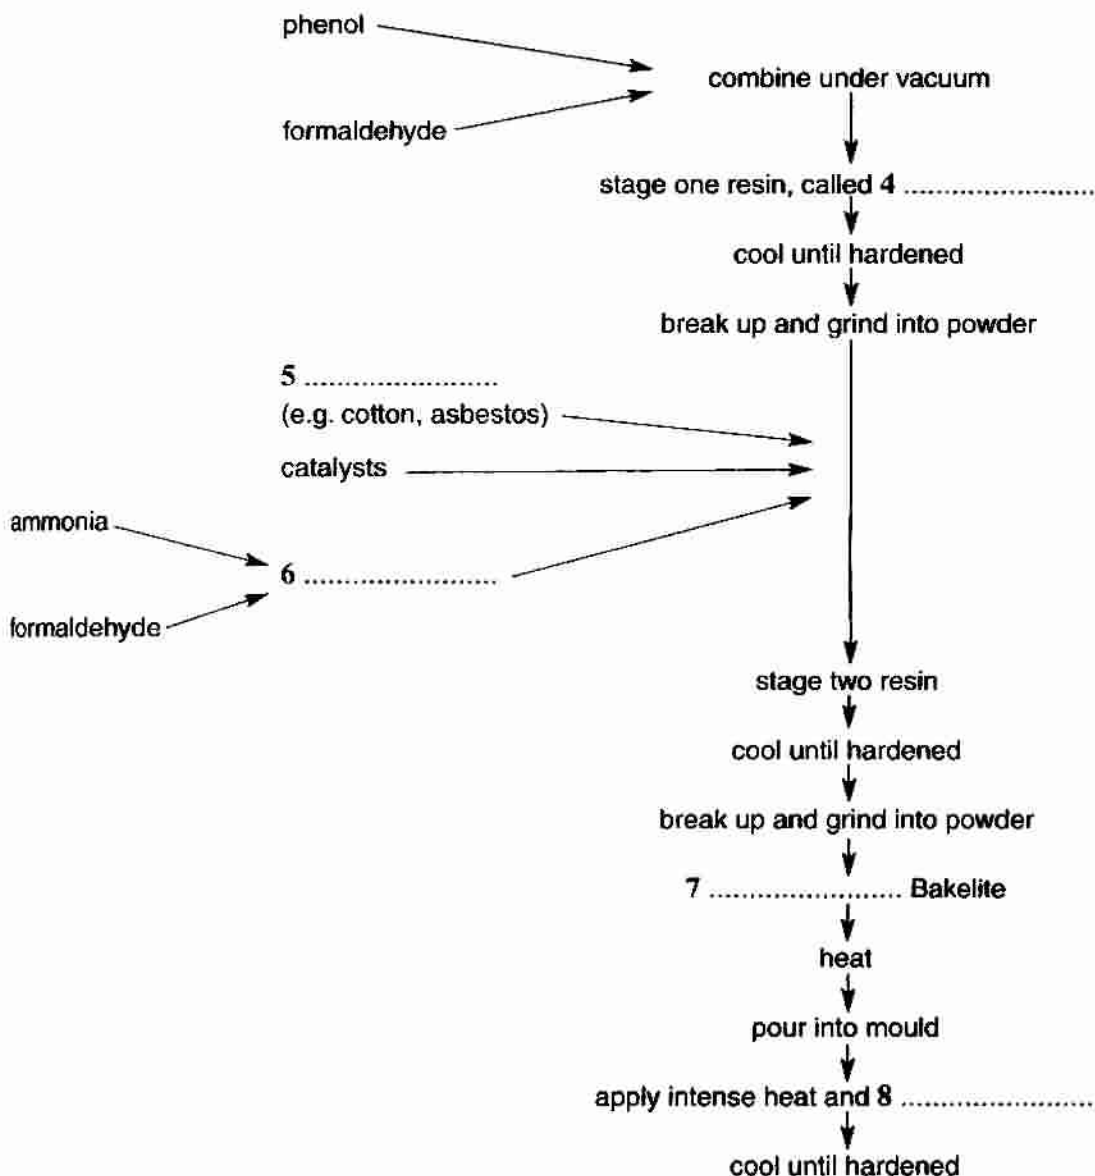 phenol
combine under vacuum
formaldehyde
stage one resin, called 4 ..............................
cool until hardened
break up and grind into powder
5 ........................
(e.g. cotton, asbestos)
catalysts
ammonia
6 ........................
formaldehyde
stage two resin
cool until hardened
break up and grind into powder
7 ........................ Bakelite
heat
pour into mould
apply intense heat and 8 ..............................
cool until hardened